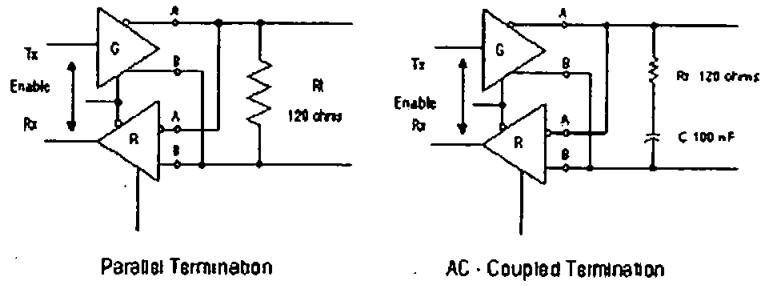 A
G
Tx
B
Enable
A
Rx
R
B
Rt
120 ohms
Parallel Termination
A
G
Tx
B
Rt 120 ohms
Enable
A
Rx
R
C 100 nF
B
AC - Coupled Termination